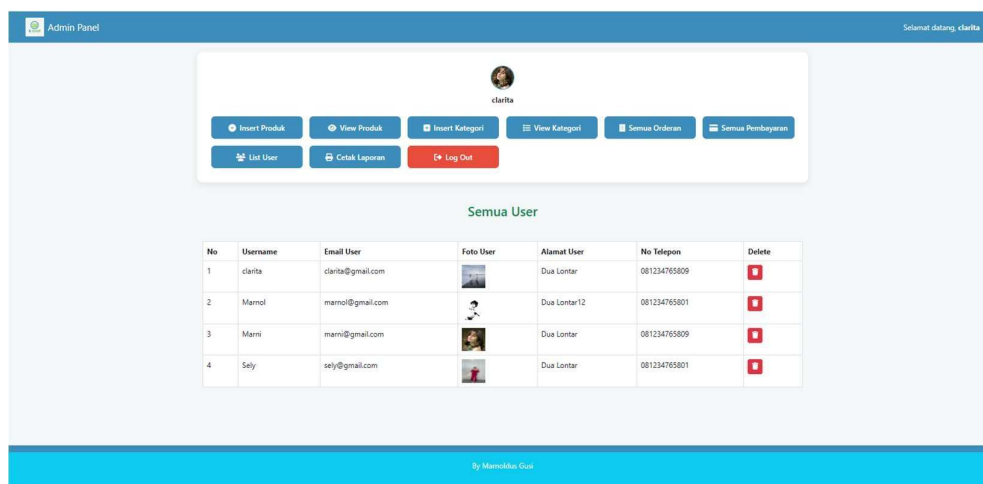 Admin Panel
Selamat datang, clarita
clarita
Insert Produk View Produk Insert Kategori View Kategori Semua Orderan Semua Pembayaran
List User Cetak Laporan Log Out
Semua User
No Username Email User Foto User Alamat User No Telepon Delete
1 clarita clarita@gmail.com Dua Lontar 081234765809
2 Marnol marnol@gmail.com Dua Lontar12 081234765801
3 Marni marni@gmail.com Dua Lontar 081234765809
4 Sely sely@gmail.com Dua Lontar 081234765801
By Marnoldus Gusi